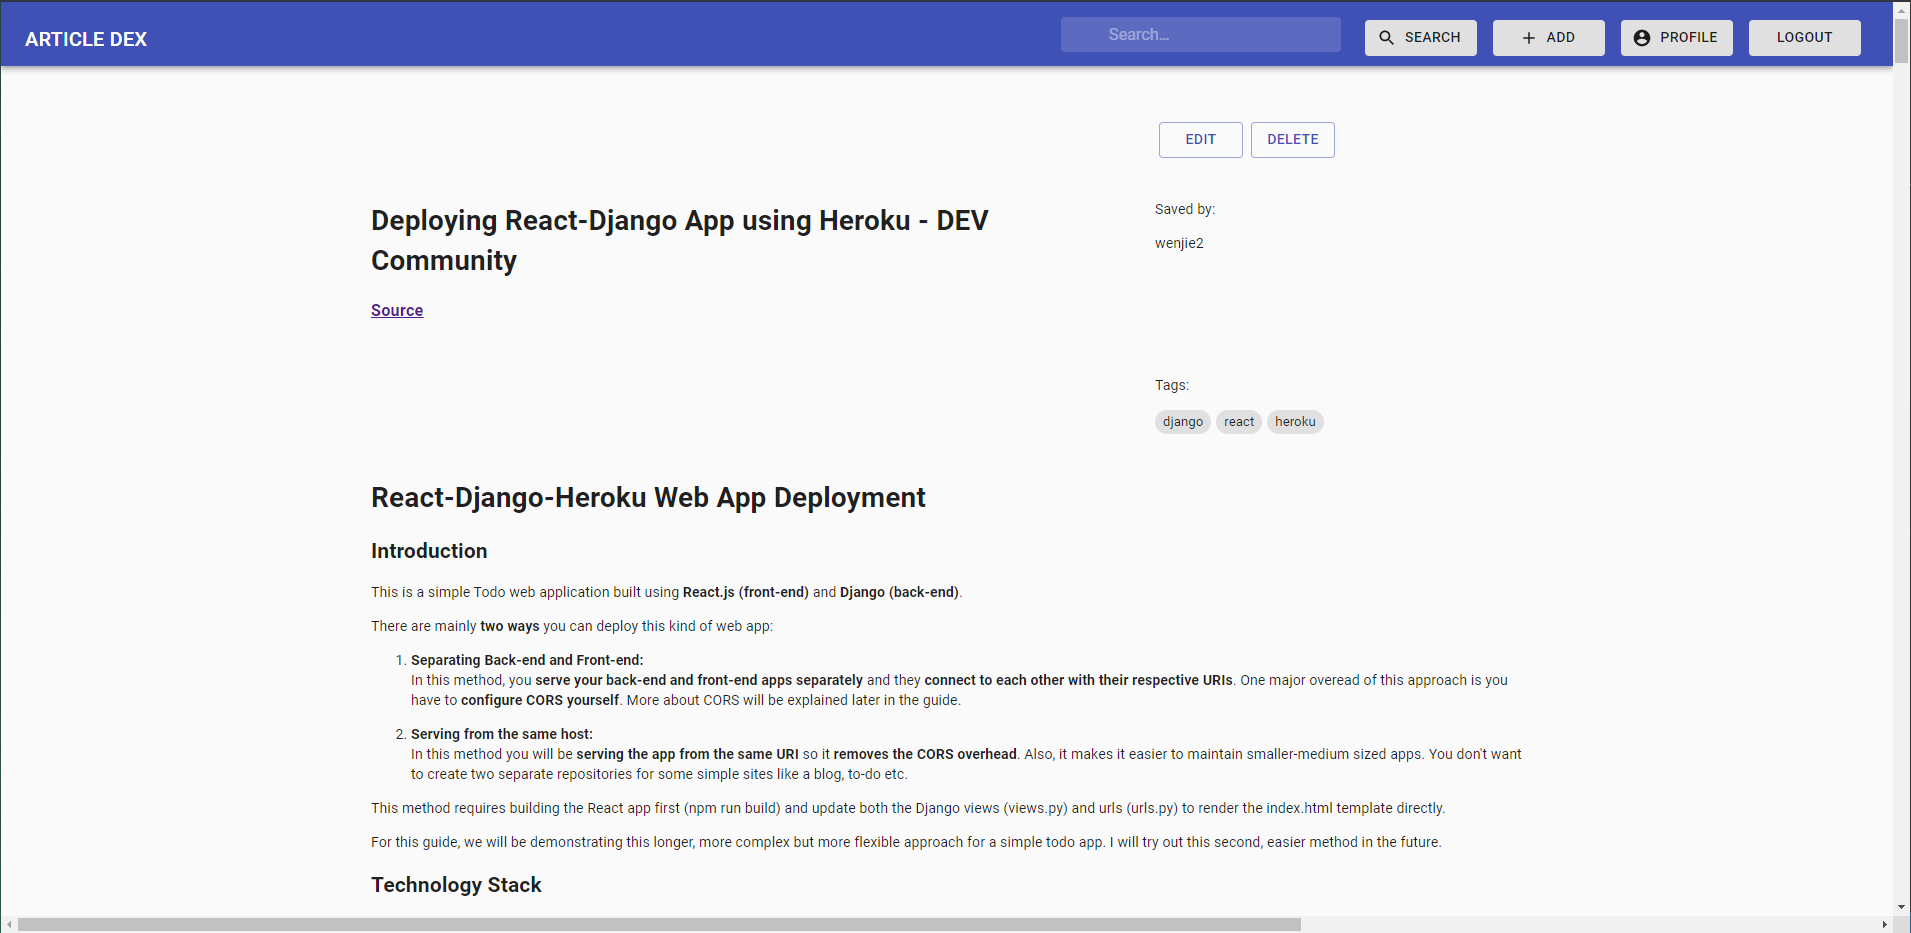 ARTICLE DEX
Search...
SEARCH
ADD
PROFILE
LOGOUT
EDIT
DELETE
Deploying React-Django App using Heroku - DEV
Community
Source
Saved by:
wenjie2
Tags:
django
react
heroku
React-Django-Heroku Web App Deployment
Introduction
This is a simple Todo web application built using React.js (front-end) and Django (back-end).
There are mainly two ways you can deploy this kind of web app:
1. Separating Back-end and Front-end:
In this method, you serve your back-end and front-end apps separately and they connect to each other with their respective URIs. One major overead of this approach is you
have to configure CORS yourself. More about CORS will be explained later in the guide.
2. Serving from the same host:
In this method you will be serving the app from the same URI so it removes the CORS overhead. Also, it makes it easier to maintain smaller-medium sized apps. You don't want
to create two separate repositories for some simple sites like a blog, to-do etc.
This method requires building the React app first (npm run build) and update both the Django views (views.py) and urls (urls.py) to render the index.html template directly.
For this guide, we will be demonstrating this longer, more complex but more flexible approach for a simple todo app. I will try out this second, easier method in the future.
Technology Stack